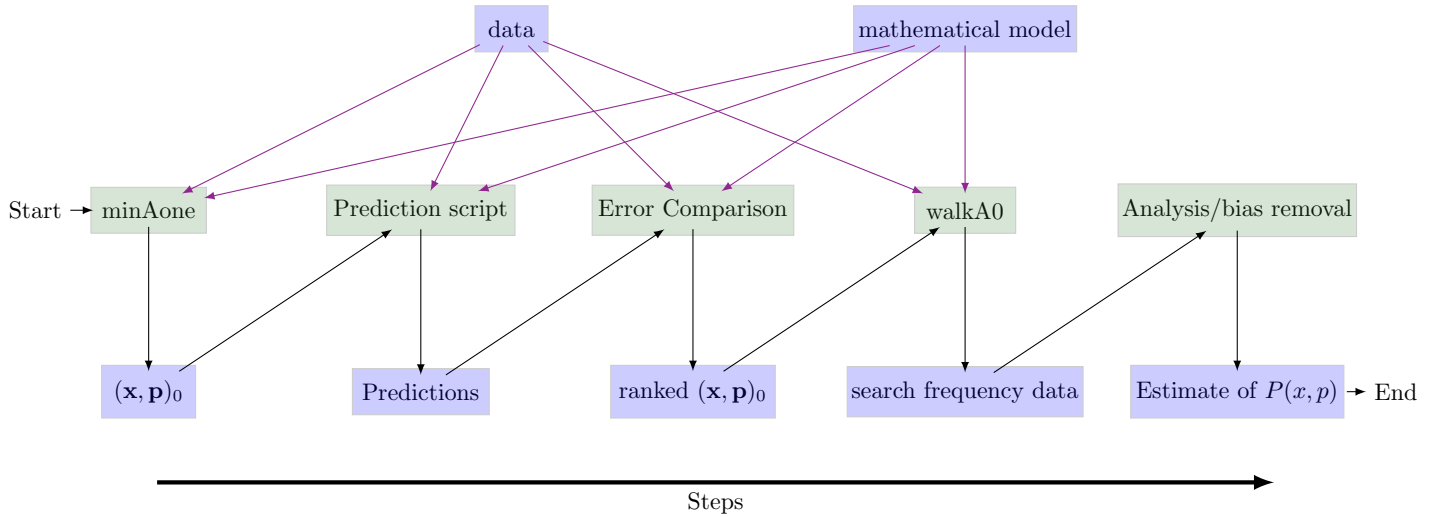 data
mathematical model
Start
minAone
Prediction script
Error Comparison
walkA0
Analysis/bias removal
(x, p)₀
Predictions
ranked (x, p)₀
search frequency data
Estimate of P(x, p)
End
Steps